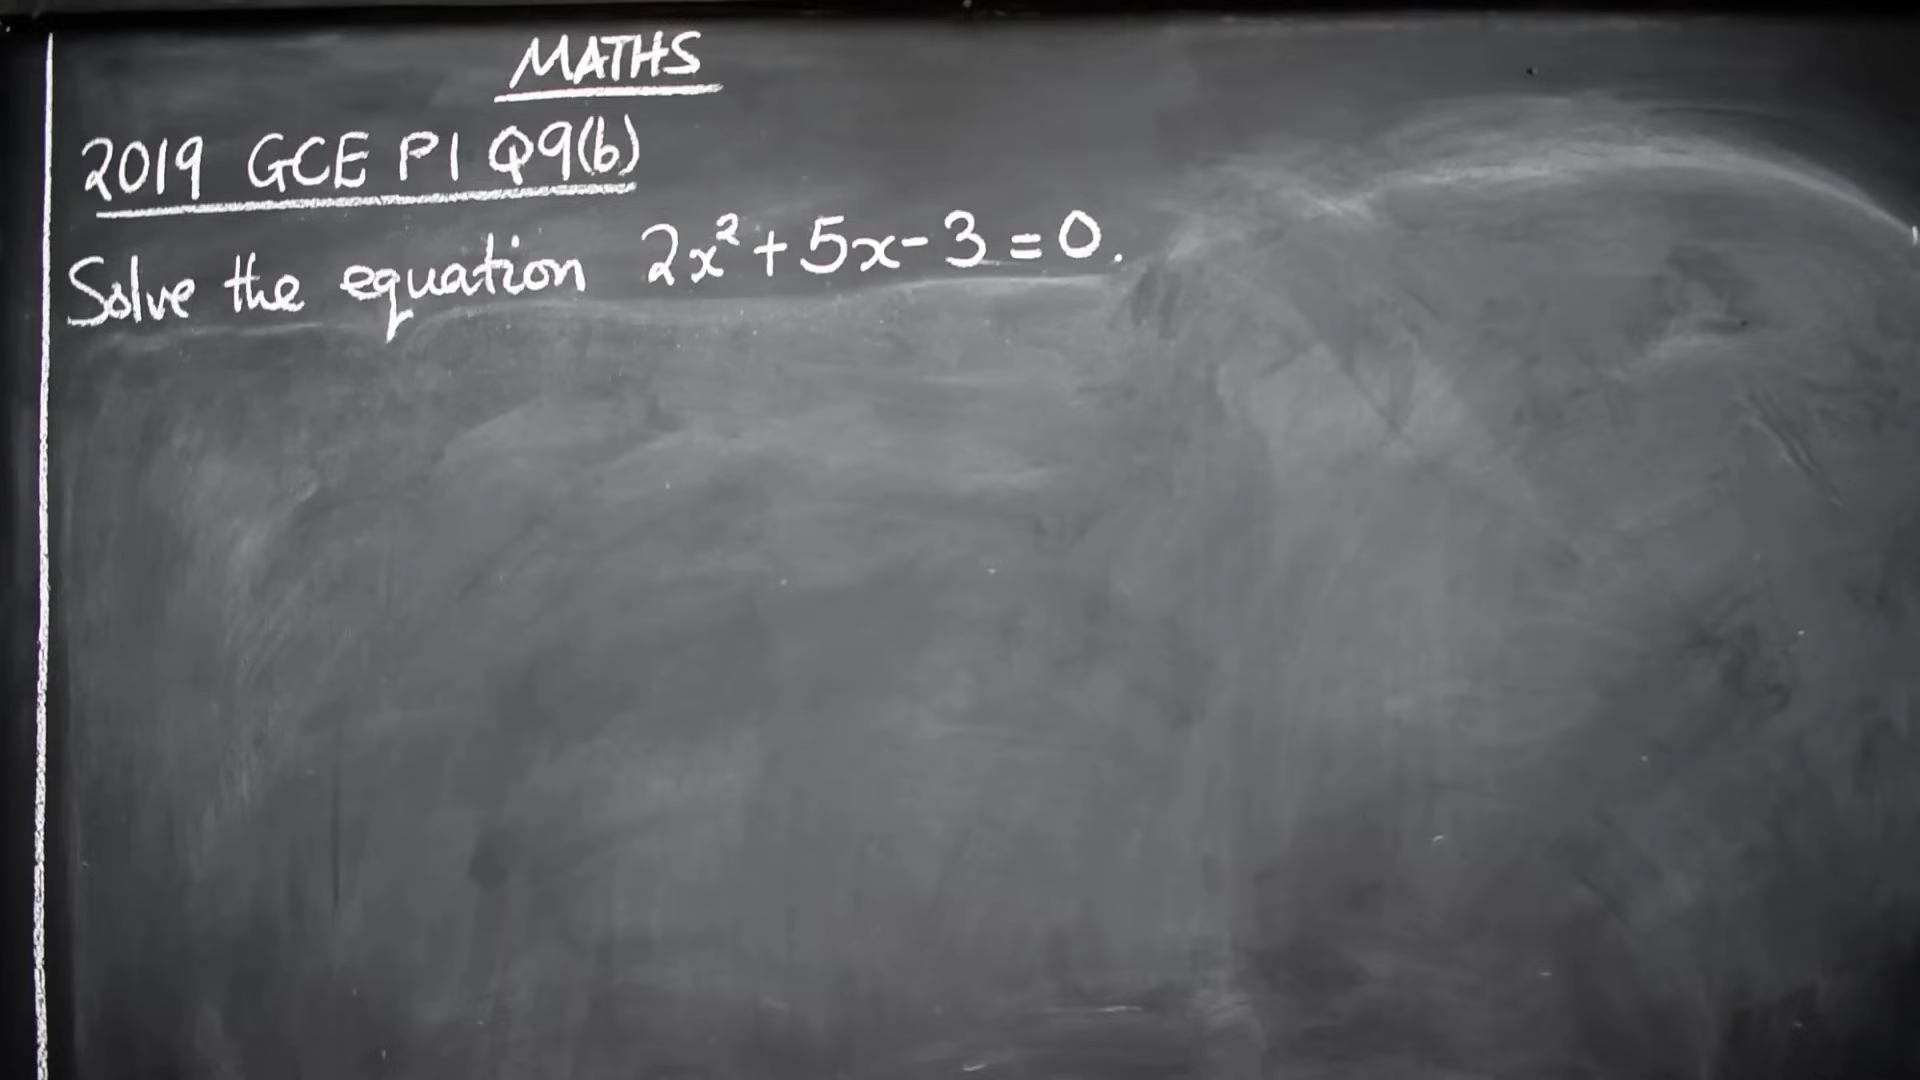 MATHS
2019 GCE P1 Q9(b)
Solve the equation 2x² + 5x - 3 = 0.